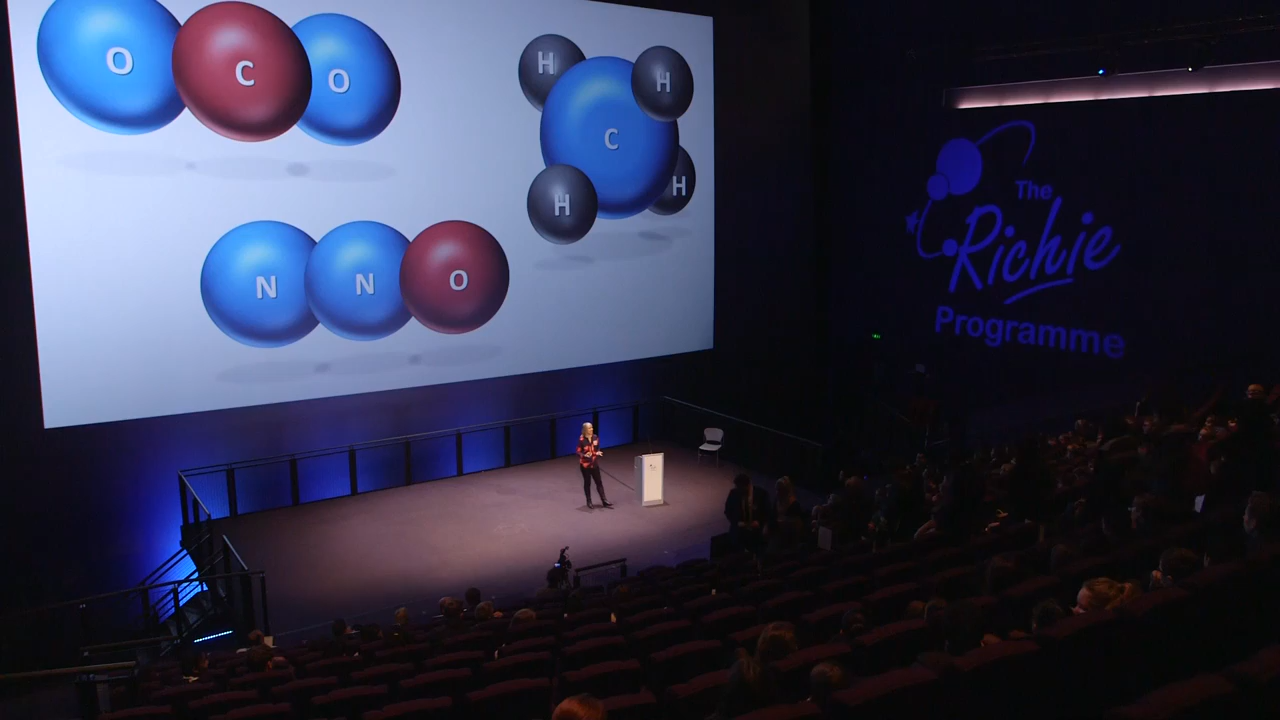 O C O
H H
C
H H
N N O
The
Richie
Programme